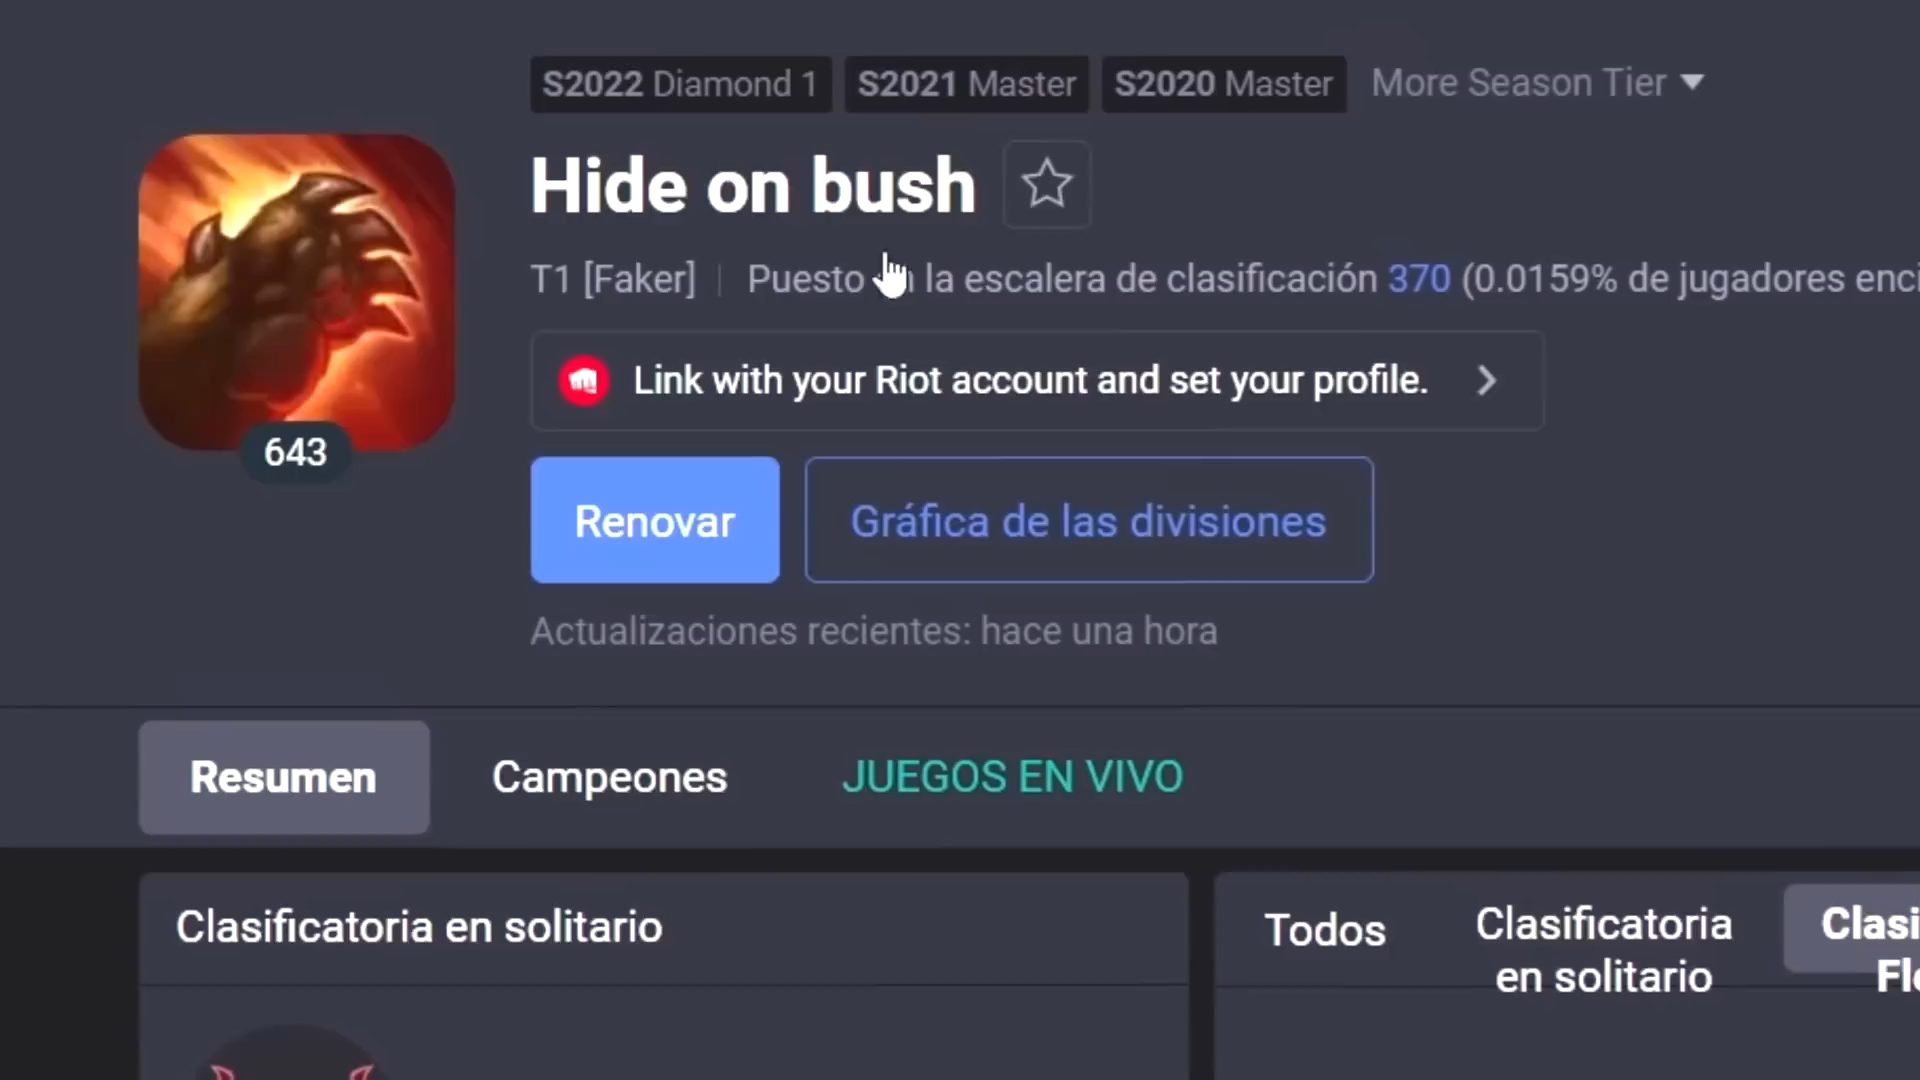 S2022 Diamond 1 S2021 Master S2020 Master More Season Tier
Hide on bush
T1 [Faker] Puesto la escalera de clasificación 370 (0.0159% de jugadores enci
Link with your Riot account and set your profile.
643
Renovar Gráfica de las divisiones
Actualizaciones recientes: hace una hora
Resumen Campeones JUEGOS EN VIVO
Clasificatoria en solitario
Todos Clasificatoria en solitario Clasi Fle